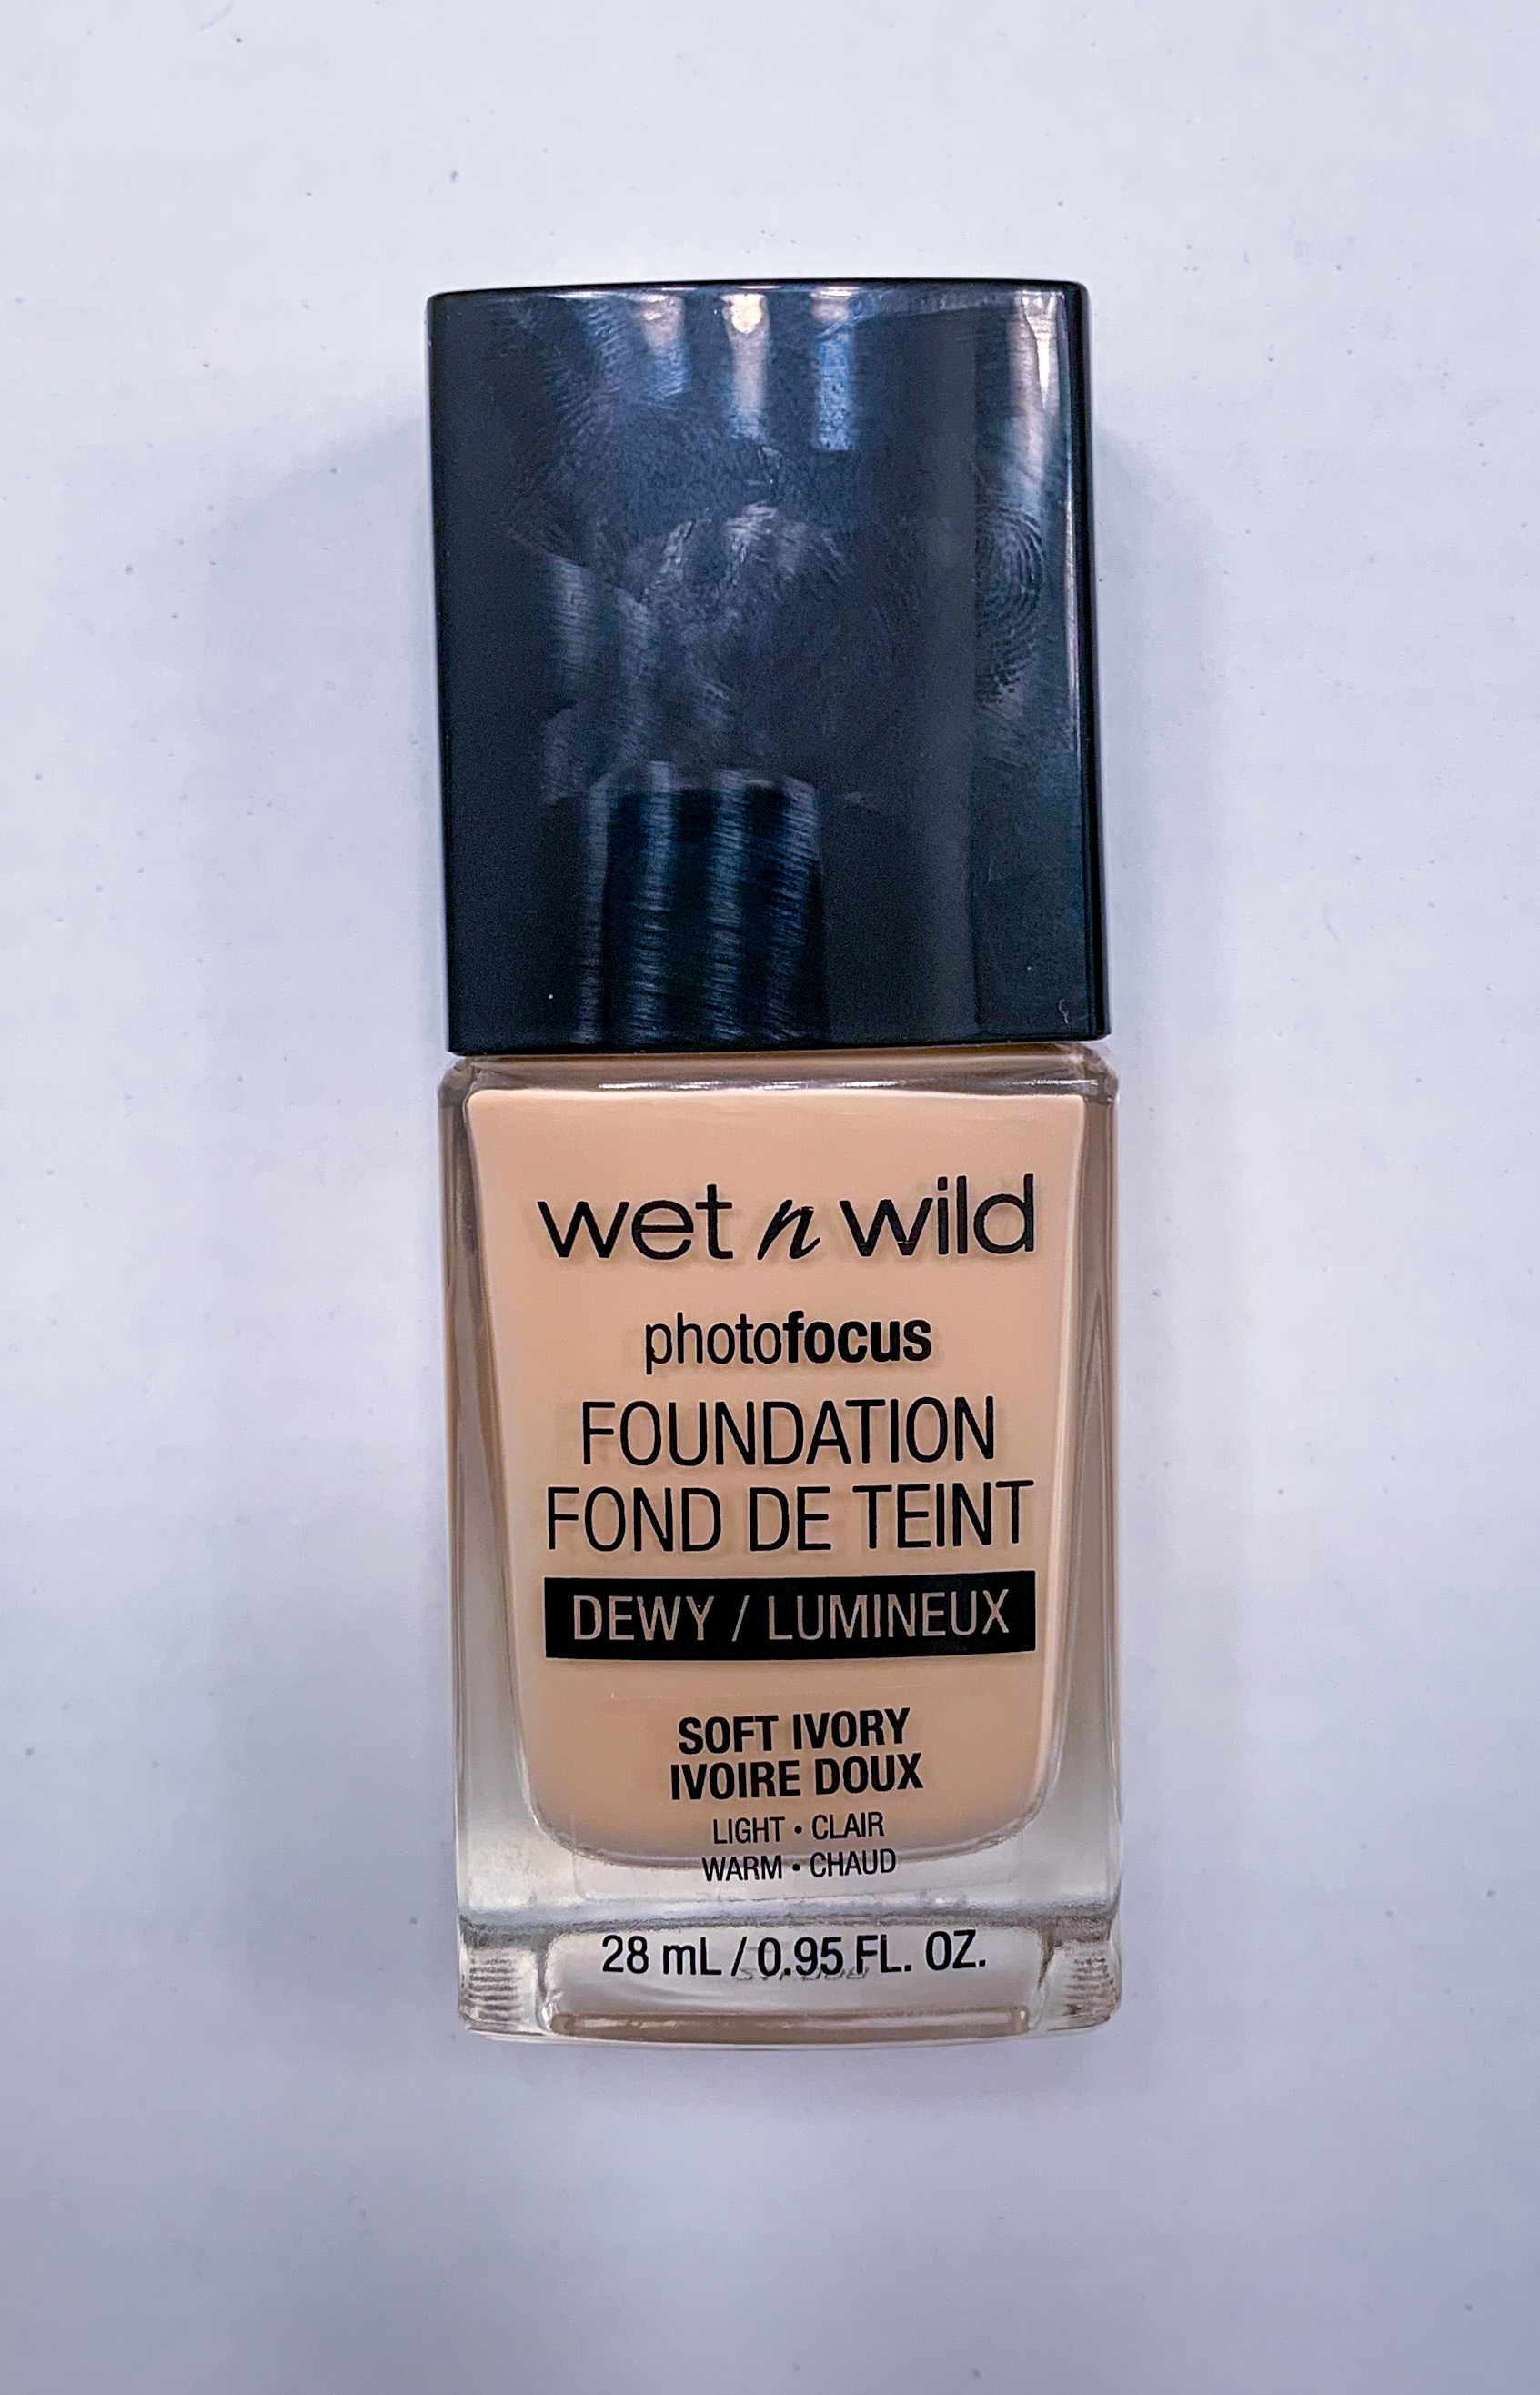 wet n wild
photofocus
FOUNDATION
FOND DE TEINT
DEWY / LUMINEUX
SOFT IVORY
IVOIRE DOUX
LIGHT • CLAIR
WARM • CHAUD
28 mL / 0.95 FL. OZ.